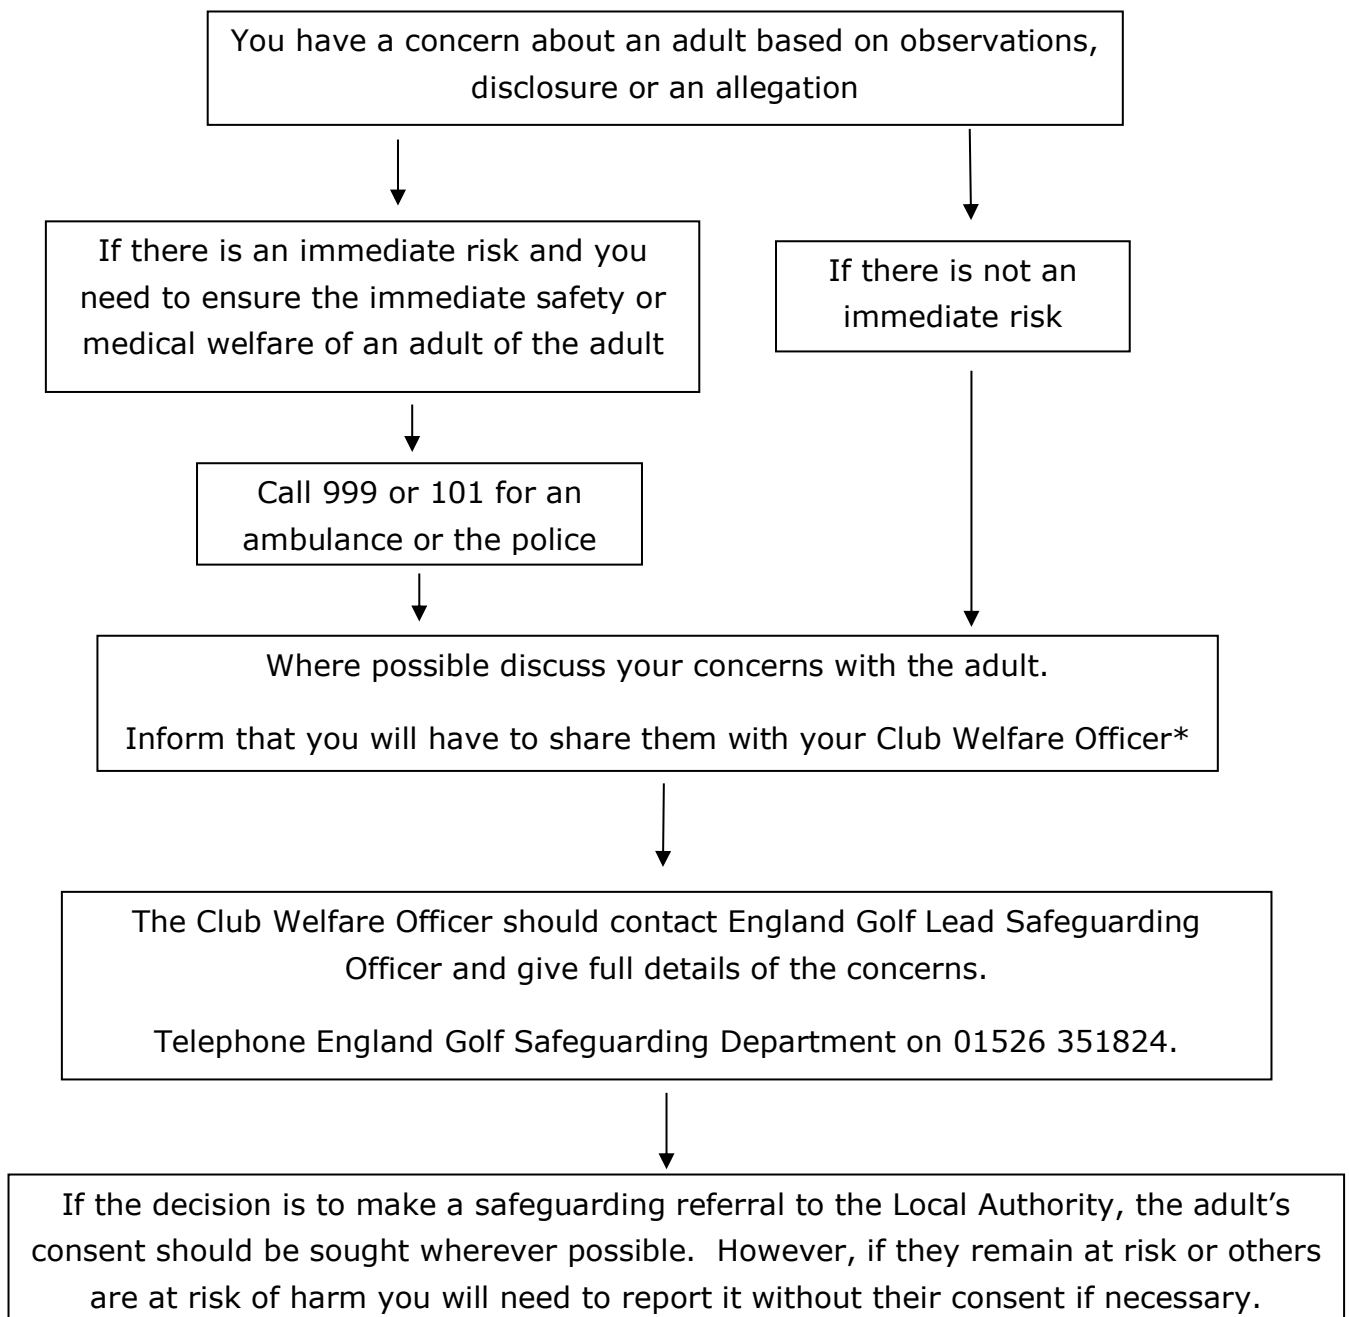 You have a concern about an adult based on observations,
disclosure or an allegation
If there is an immediate risk and you
need to ensure the immediate safety or
medical welfare of an adult of the adult
If there is not an
immediate risk
Call 999 or 101 for an
ambulance or the police
Where possible discuss your concerns with the adult.
Inform that you will have to share them with your Club Welfare Officer*
The Club Welfare Officer should contact England Golf Lead Safeguarding
Officer and give full details of the concerns.
Telephone England Golf Safeguarding Department on 01526 351824.
If the decision is to make a safeguarding referral to the Local Authority, the adult’s
consent should be sought wherever possible.  However, if they remain at risk or others
are at risk of harm you will need to report it without their consent if necessary.